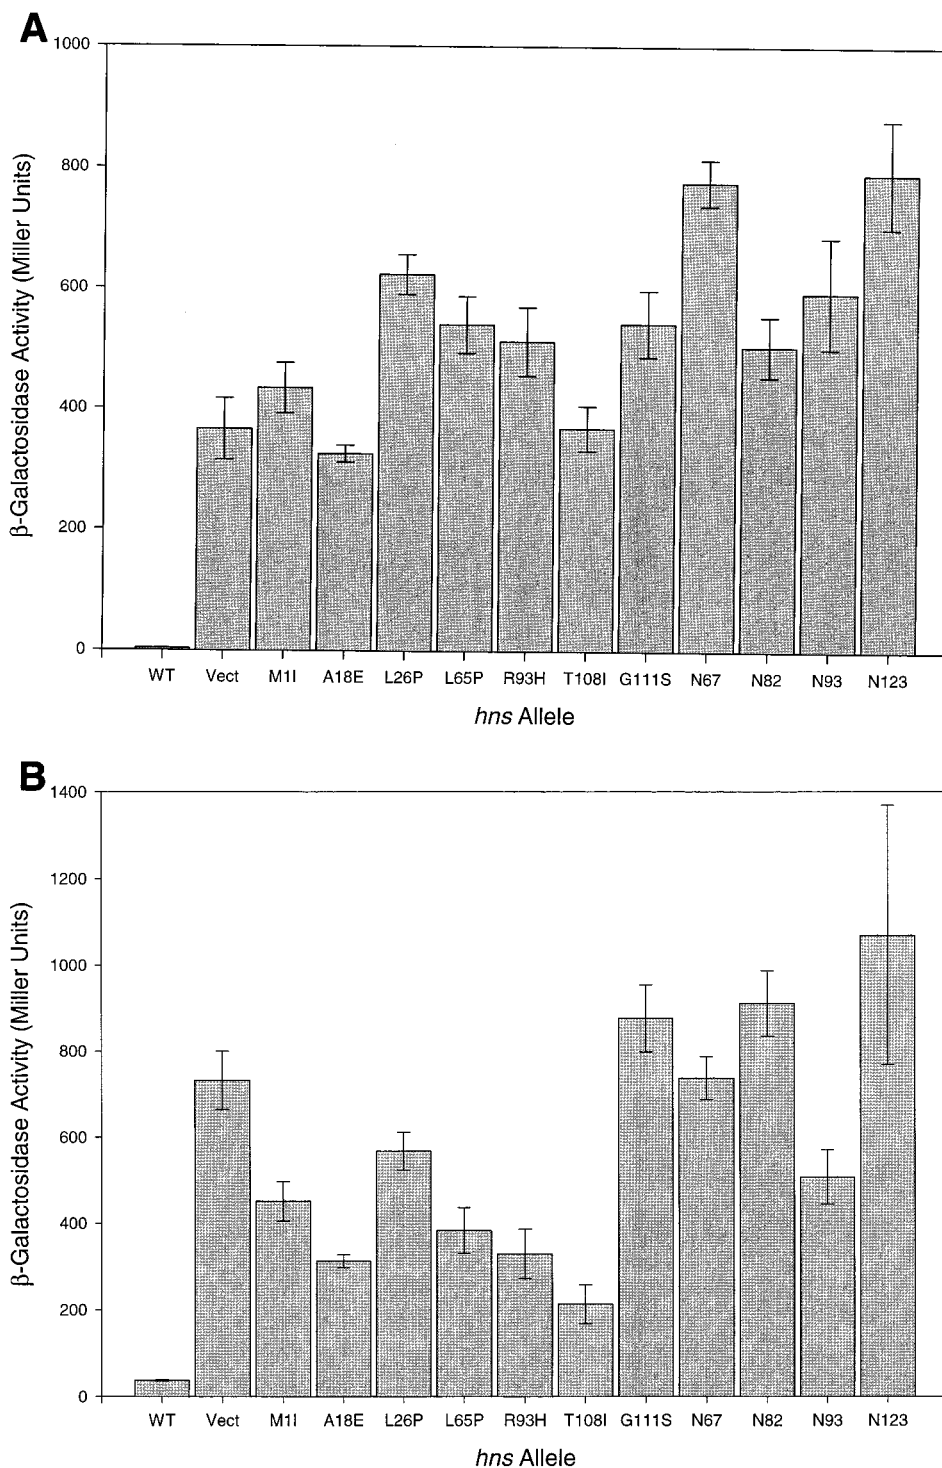 A
1000
800
600
400
200
0
β-Galactosidase Activity (Miller Units)
WT Vect M1I A18E L26P L65P R93H T108I G111S N67 N82 N93 N123
hns Allele
B
1400
1200
1000
800
600
400
200
0
β-Galactosidase Activity (Miller Units)
WT Vect M1I A18E L26P L65P R93H T108I G111S N67 N82 N93 N123
hns Allele